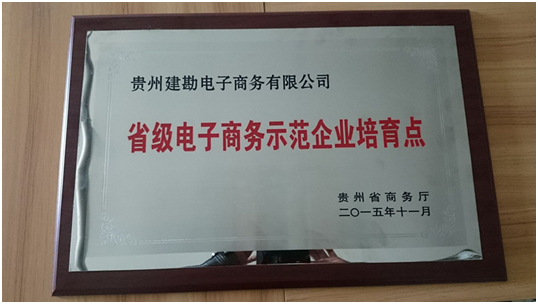 贵州建勘电子商务有限公司
省级电子商务示范企业培育点
贵州省商务厅
二〇一五年十一月